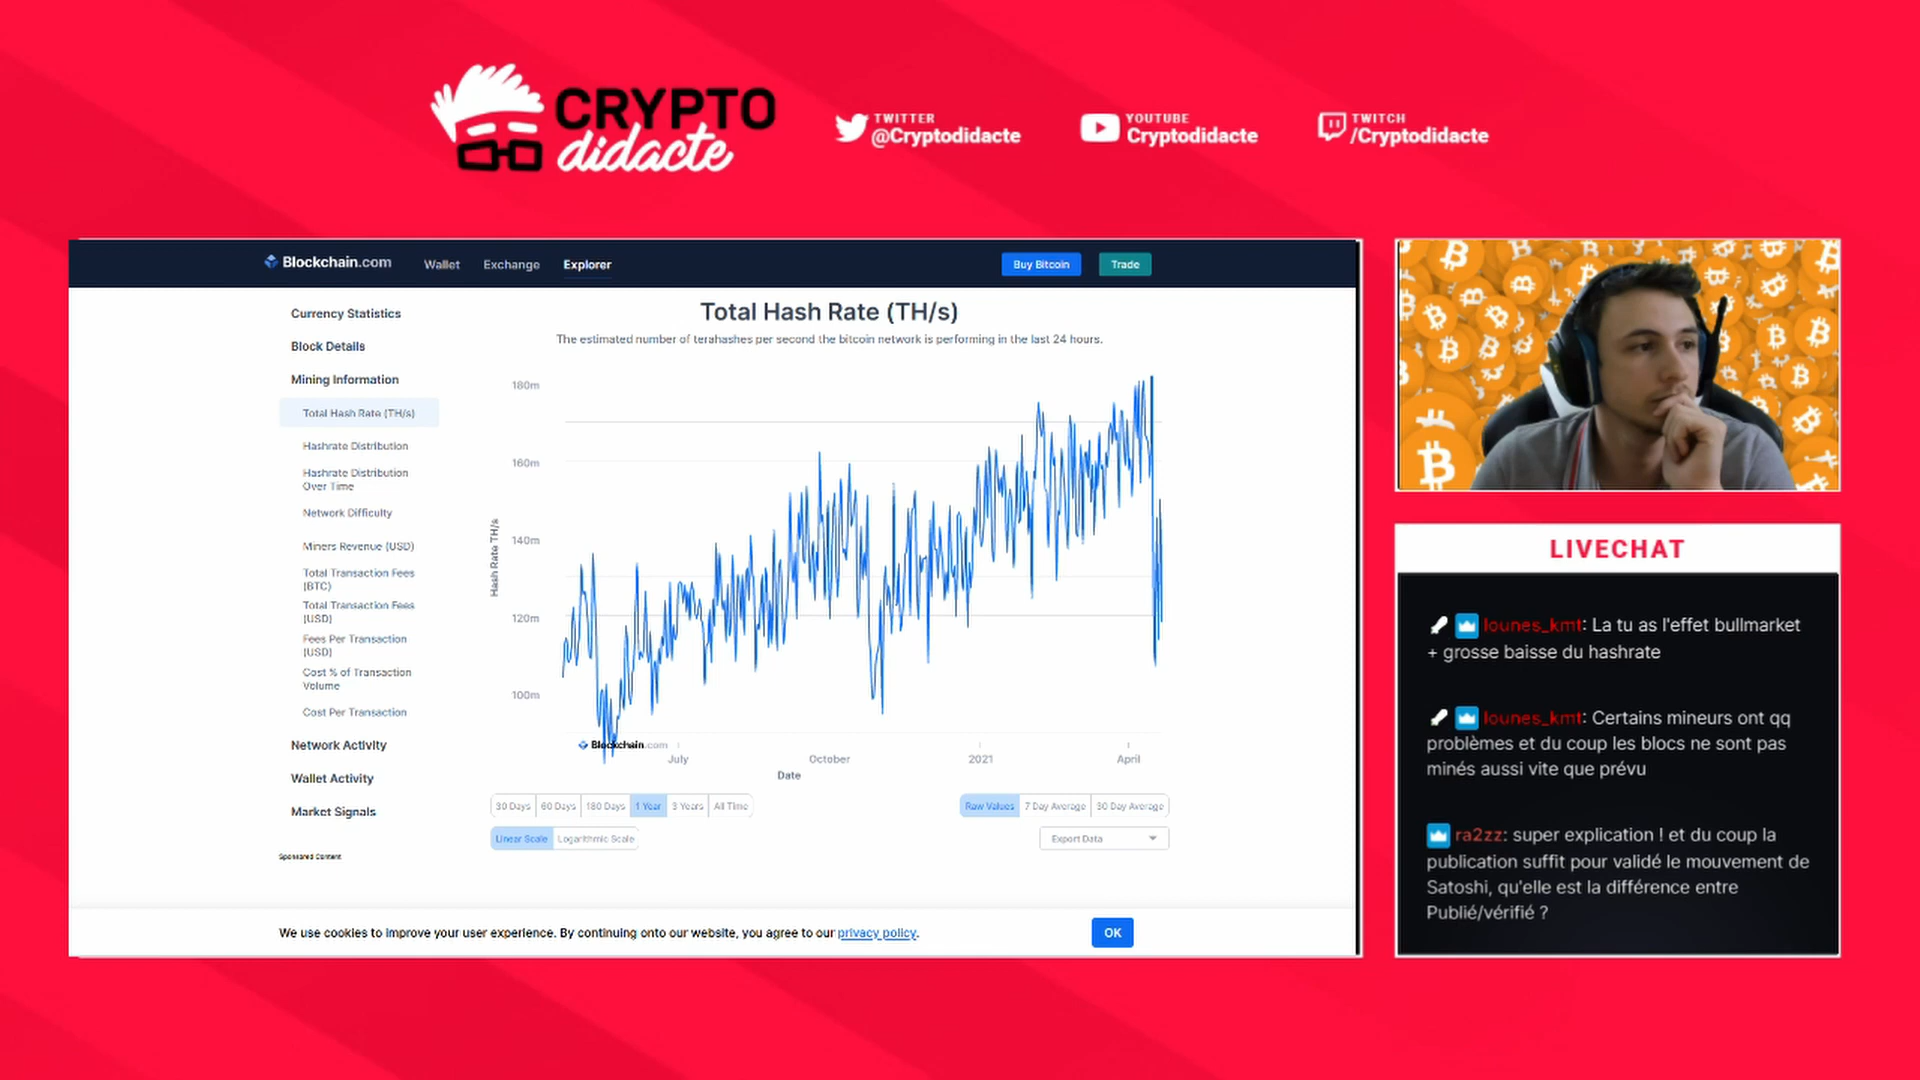 CRYPTO
didacte
TWITTER
@Cryptodidacte
YOUTUBE
Cryptodidacte
TWITCH
/Cryptodidacte
Blockchain.com
Wallet
Exchange
Explorer
Buy Bitcoin
Trade
Currency Statistics
Block Details
Mining Information
Total Hash Rate (TH/s)
Hashrate Distribution
Hashrate Distribution
Over Time
Network Difficulty
Miners Revenue (USD)
Total Transaction Fees
(BTC)
Total Transaction Fees
(USD)
Fees Per Transaction
(USD)
Cost % of Transaction
Volume
Cost Per Transaction
Network Activity
Wallet Activity
Market Signals
Sponsored Content
Total Hash Rate (TH/s)
The estimated number of terahashes per second the bitcoin network is performing in the last 24 hours.
180m
160m
140m
120m
100m
Hash Rate TH/s
Blockchain.com
July
October
2021
April
Date
30 Days
60 Days
180 Days
1 Year
3 Years
All Time
Raw Values
7 Day Average
30 Day Average
Linear Scale
Logarithmic Scale
Export Data
We use cookies to improve your user experience. By continuing onto our website, you agree to our privacy policy.
OK
LIVECHAT
lounes_kmt: La tu as l'effet bullmarket
+ grosse baisse du hashrate
lounes_kmt: Certains mineurs ont qq
problèmes et du coup les blocs ne sont pas
minés aussi vite que prévu
ra2zz: super explication ! et du coup la
publication suffit pour validé le mouvement de
Satoshi, qu'elle est la différence entre
Publié/vérifié ?